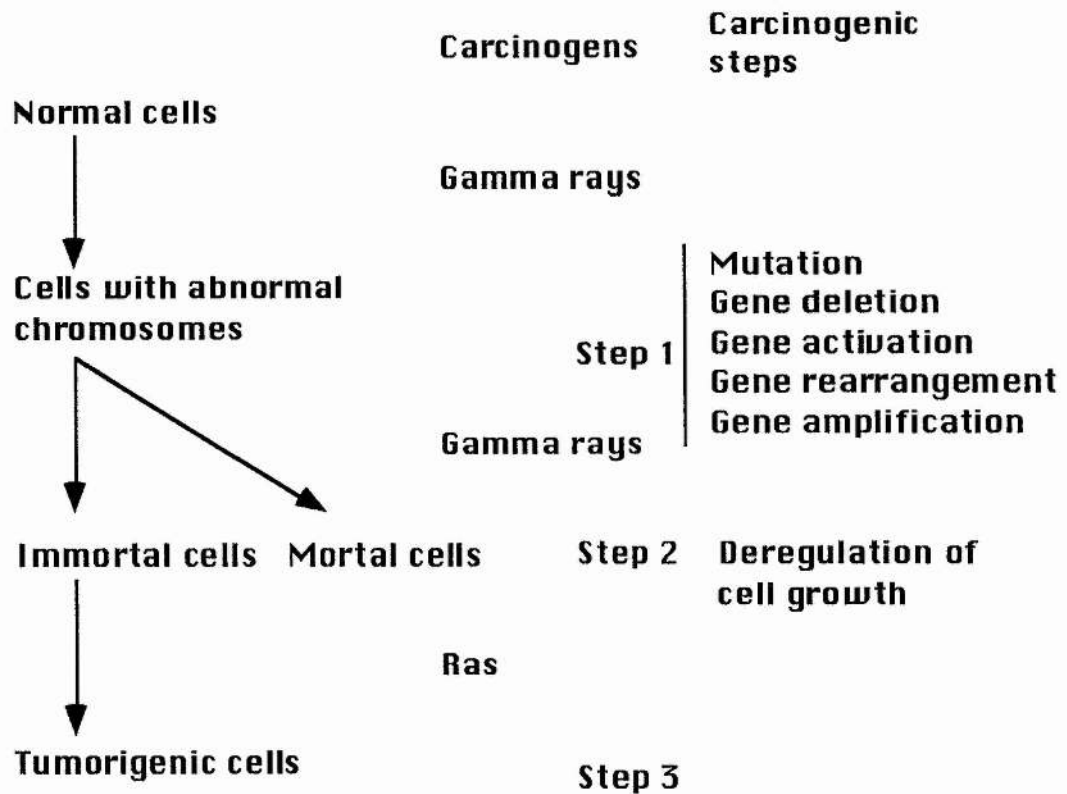 Carcinogens
Carcinogenic
steps
Normal cells
Gamma rays
Cells with abnormal
chromosomes
Step 1
Mutation
Gene deletion
Gene activation
Gene rearrangement
Gene amplification
Gamma rays
Immortal cells
Mortal cells
Step 2
Deregulation of
cell growth
Ras
Tumorigenic cells
Step 3